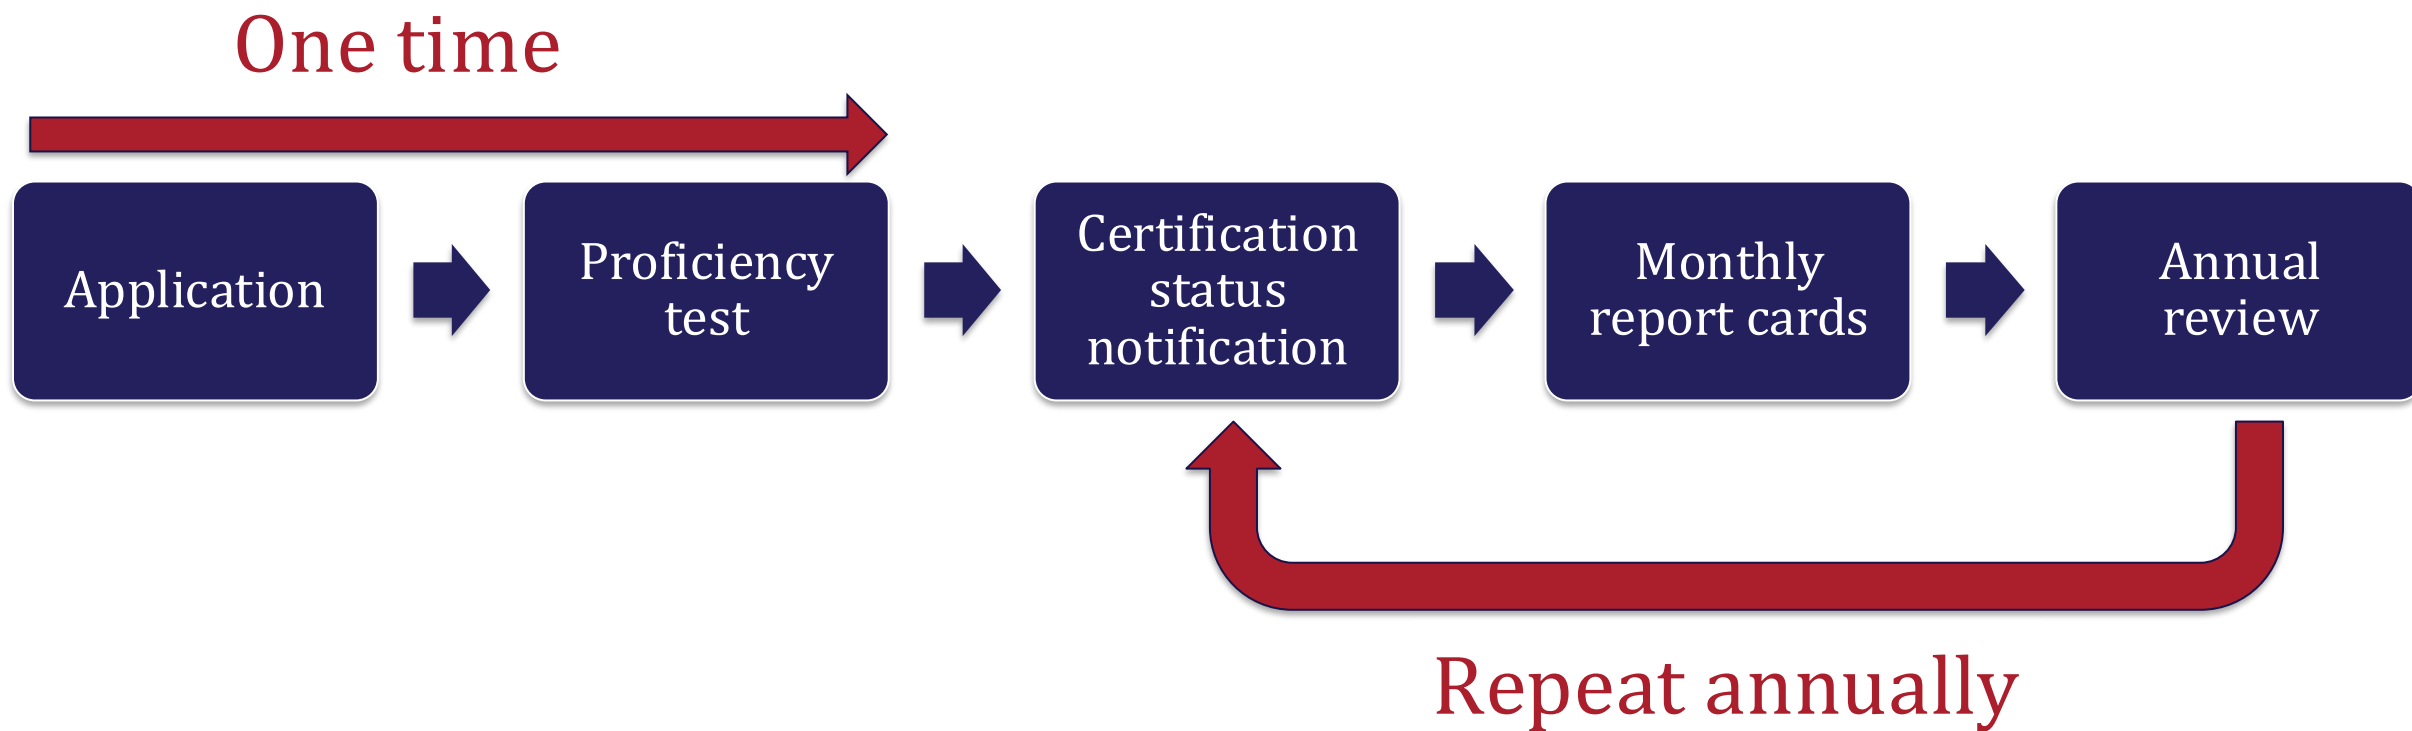 One time
Application
Proficiency
test
Certification
status
notification
Monthly
report cards
Annual
review
Repeat annually